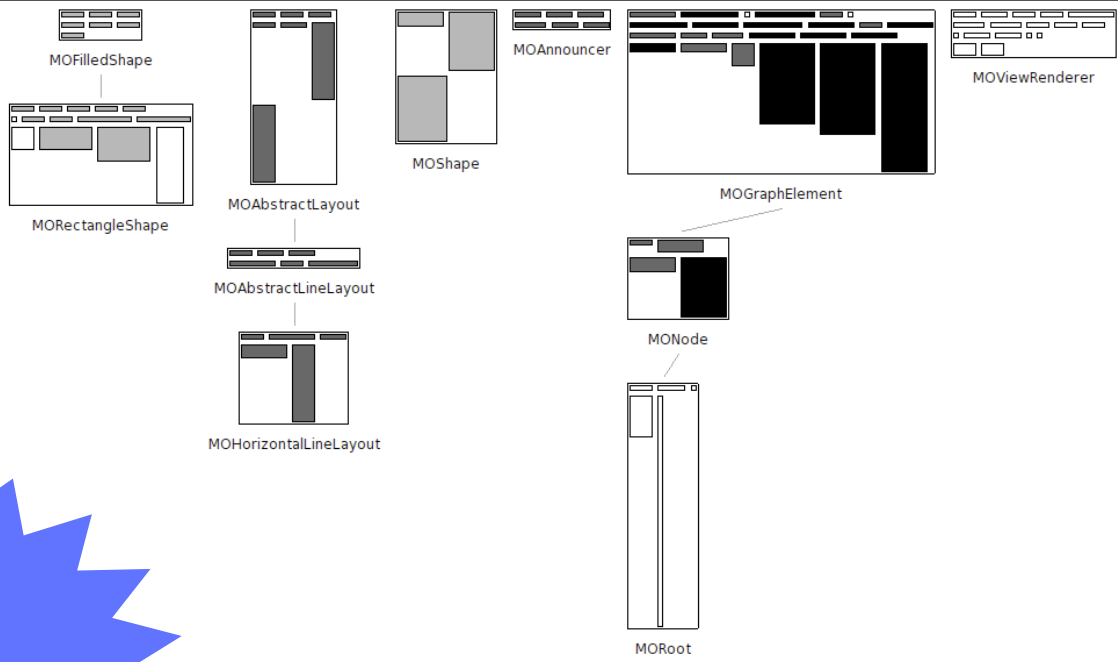 MOFilledShape
MORectangleShape
MOAbstractLayout
MOAbstractLineLayout
MOHorizontalLineLayout
MOShape
MOAnnouncer
MOGraphElement
MONode
MORoot
MOViewRenderer